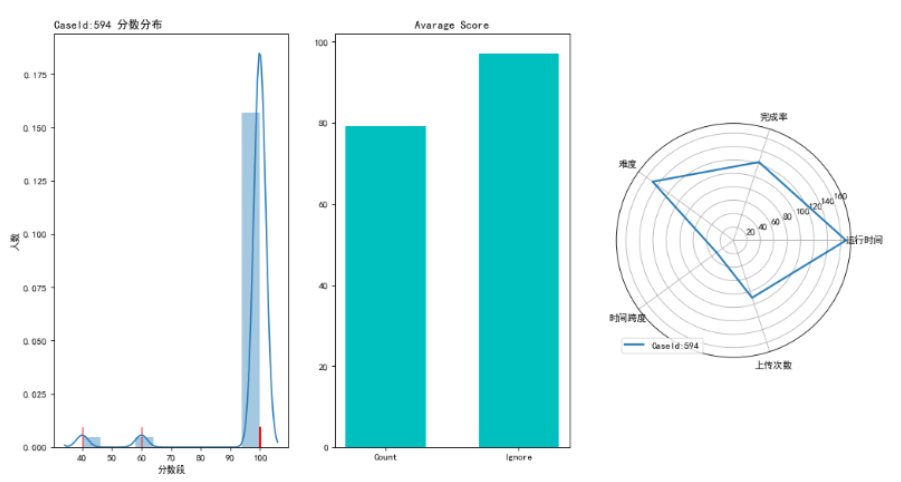 CaseId:594 分数分布
0.175
0.150
0.125
0.100
0.075
0.050
0.025
0.000
人数
40 50 60 70 80 90 100
分数段
Avarage Score
100
80
60
40
20
0
Count Ignore
完成率
难度
20 40 60 80 100 120 140 160
运行时间
时间跨度
CaseId:594
上传次数